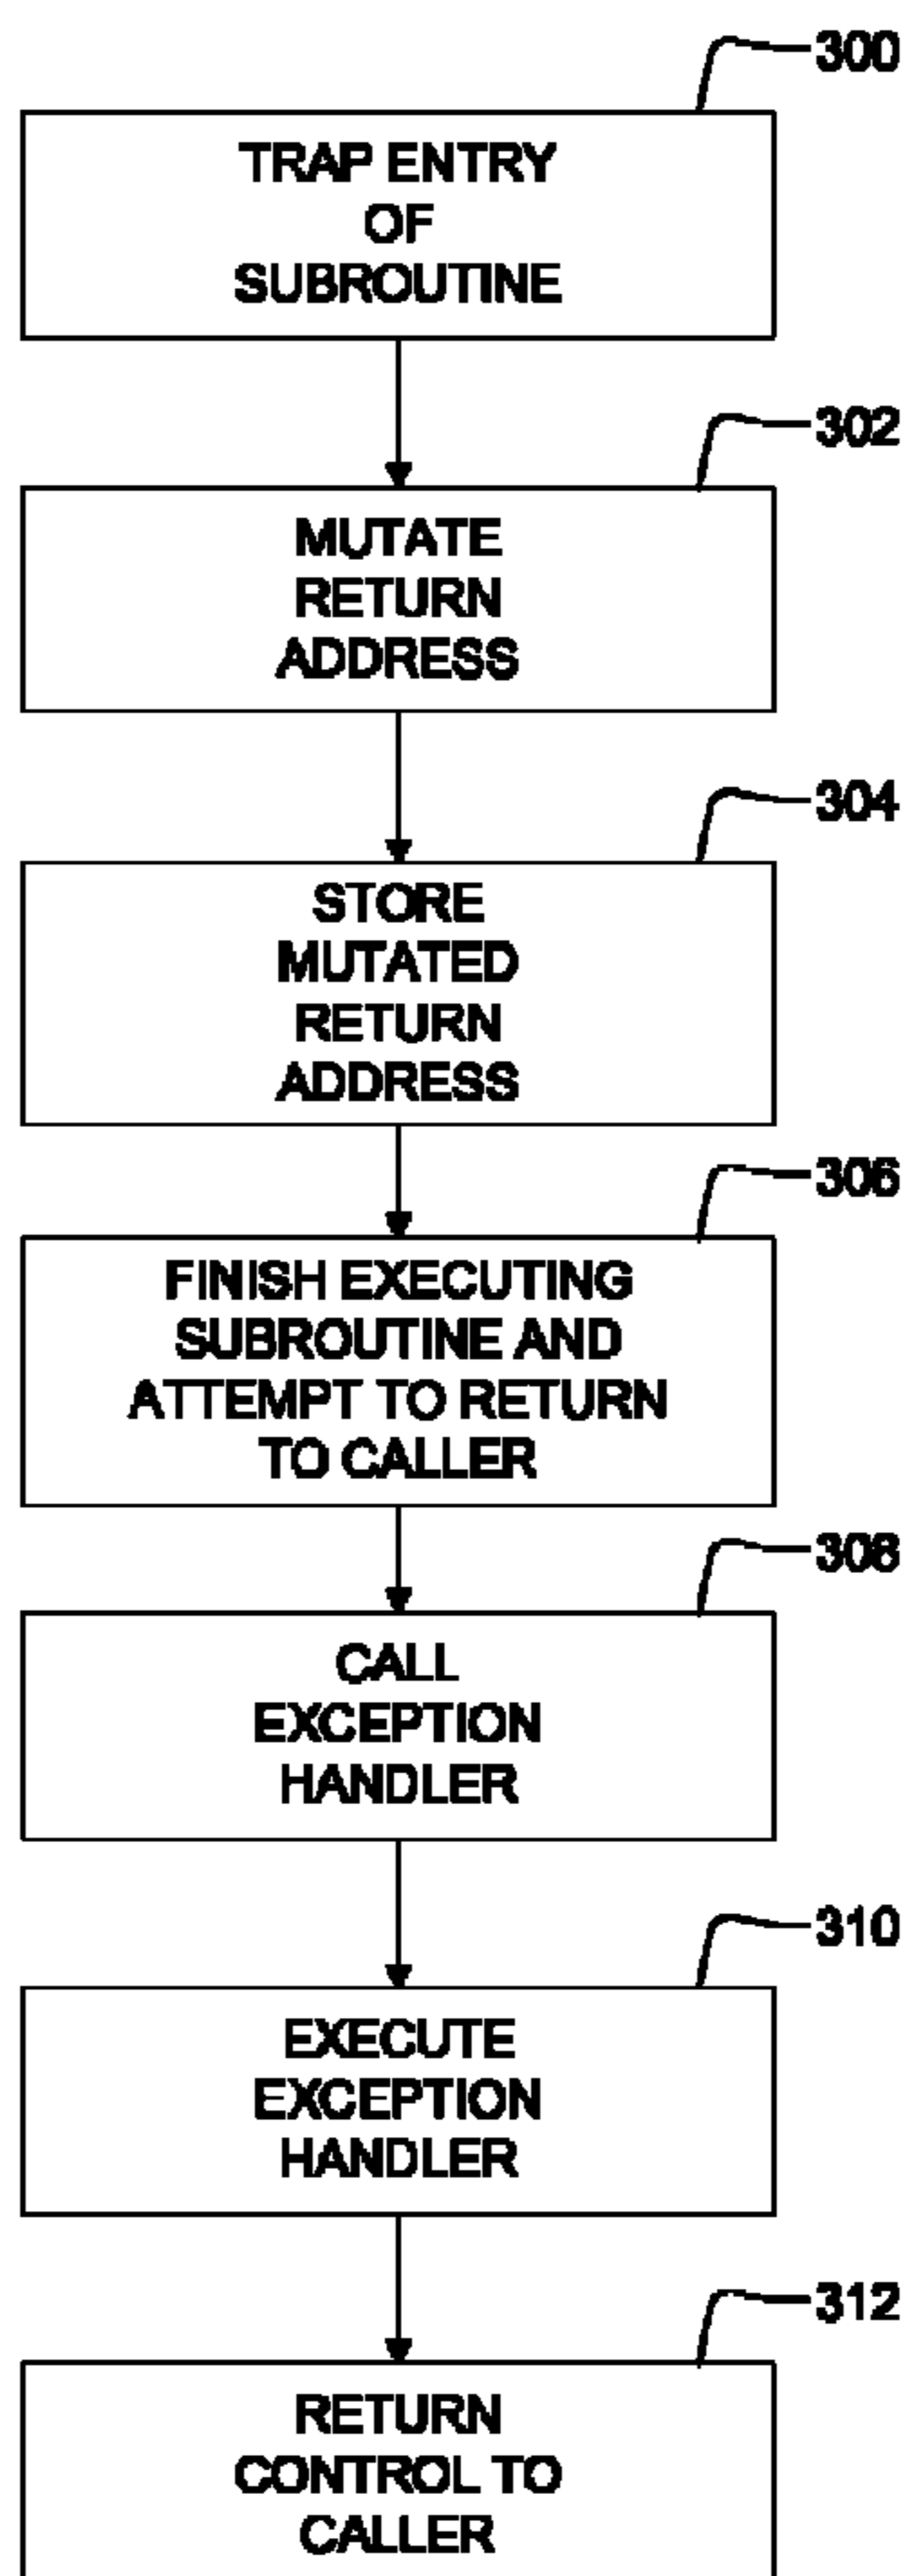 300
TRAP ENTRY
OF
SUBROUTINE
302
MUTATE
RETURN
ADDRESS
304
STORE
MUTATED
RETURN
ADDRESS
306
FINISH EXECUTING
SUBROUTINE AND
ATTEMPT TO RETURN
TO CALLER
308
CALL
EXCEPTION
HANDLER
310
EXECUTE
EXCEPTION
HANDLER
312
RETURN
CONTROL TO
CALLER